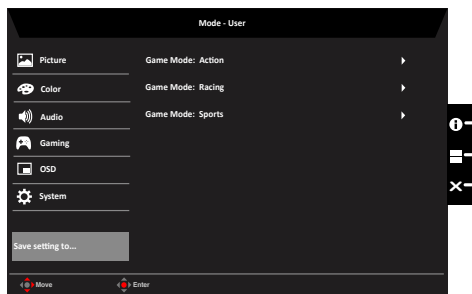 Mode - User
Picture
Game Mode: Action
Color
Game Mode: Racing
Audio
Game Mode: Sports
Gaming
OSD
System
Save setting to...
Move
Enter